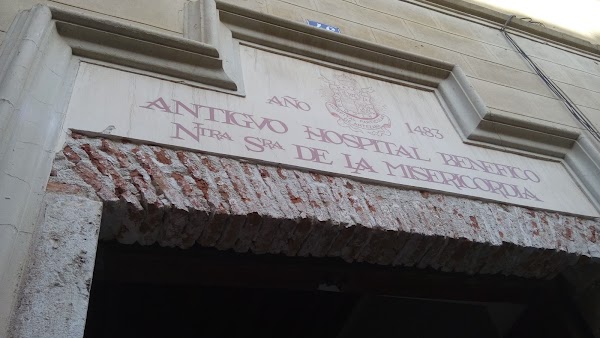 AÑO 1483
ANTIGVO HOSPITAL BENEFICO
NTRA SRA DE LA MISERICORDIA